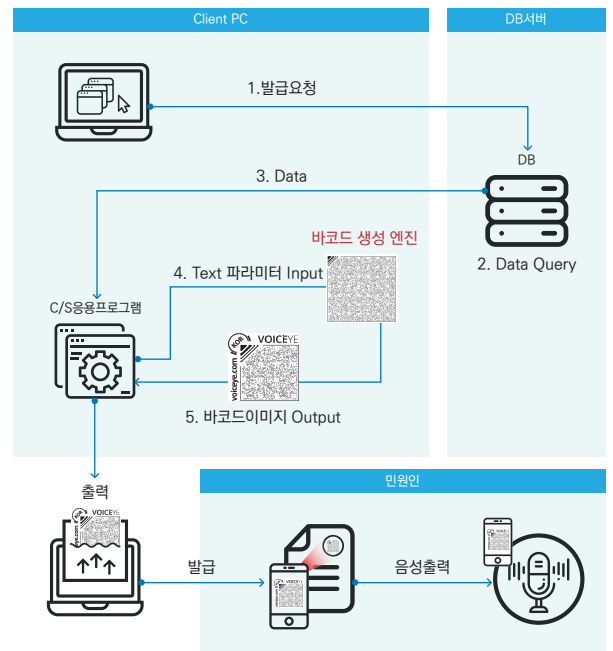 Client PC
DB서버
1.발급요청
DB
3. Data
바코드 생성 엔진
2. Data Query
4. Text 파라미터 Input
C/S응용프로그램
KOR
VOICEYE
voiceye.com
5. 바코드이미지 Output
출력
민원인
VOICEYE
발급
음성출력
VOICEYE